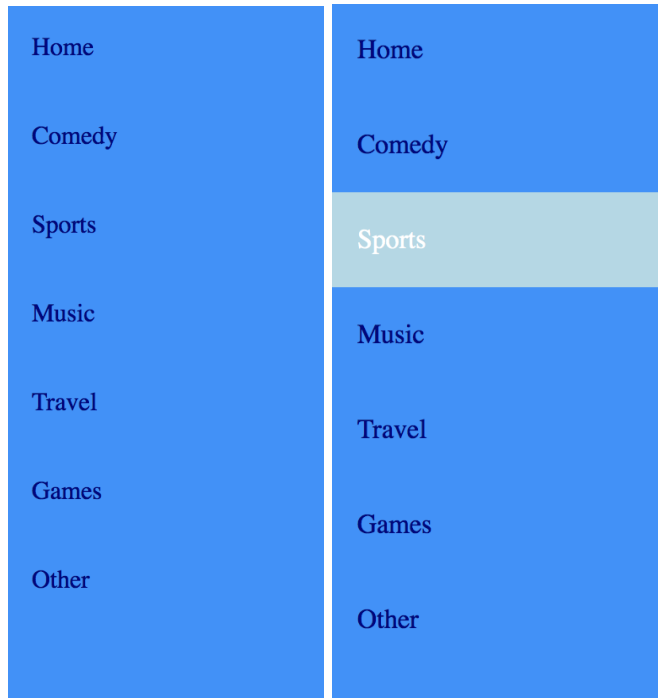 Home
Comedy
Sports
Music
Travel
Games
Other
Home
Comedy
Sports
Music
Travel
Games
Other